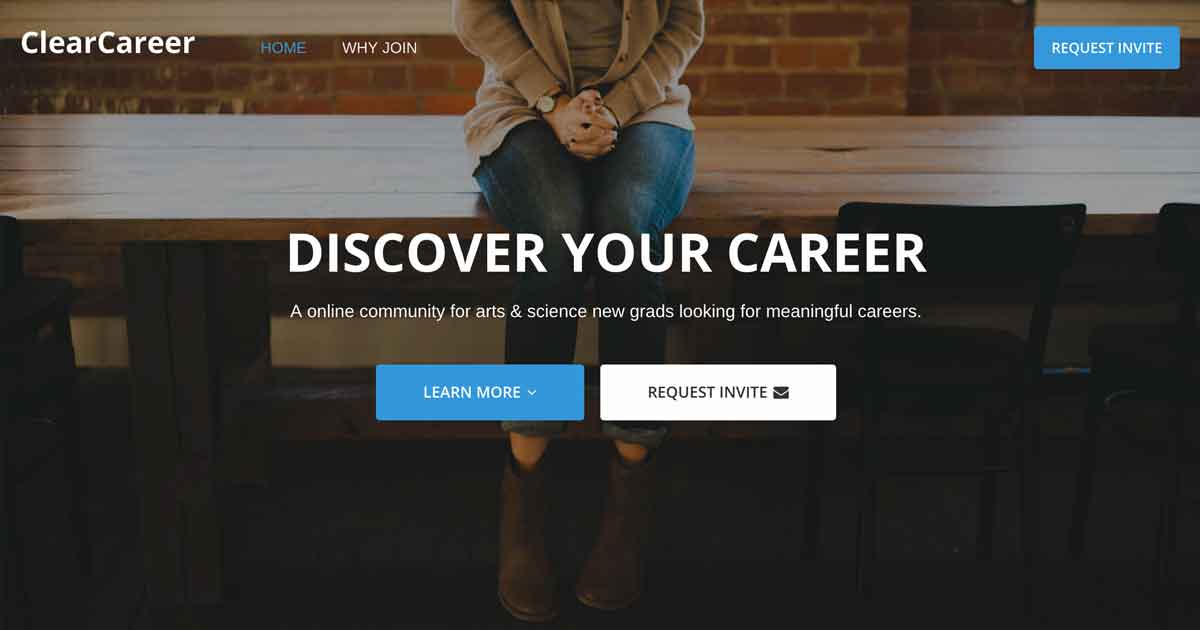 ClearCareer
HOME
WHY JOIN
REQUEST INVITE
DISCOVER YOUR CAREER
A online community for arts & science new grads looking for meaningful careers.
LEARN MORE
REQUEST INVITE